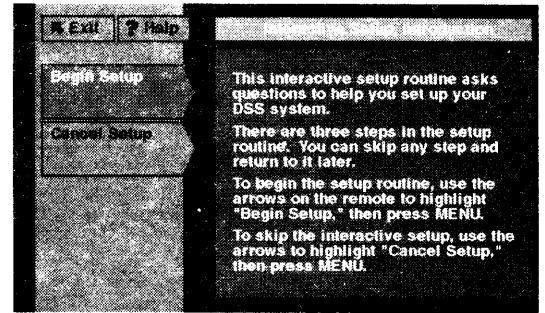 Exit ? Help
Begin Setup
Cancel Setup
Interactive Setup: Introduction
This interactive setup routine asks
questions to help you set up your
DSS system.
There are three steps in the setup
routine. You can skip any step and
return to it later.
To begin the setup routine, use the
arrows on the remote to highlight
"Begin Setup," then press MENU.
To skip the interactive setup, use the
arrows to highlight "Cancel Setup,"
then press MENU.